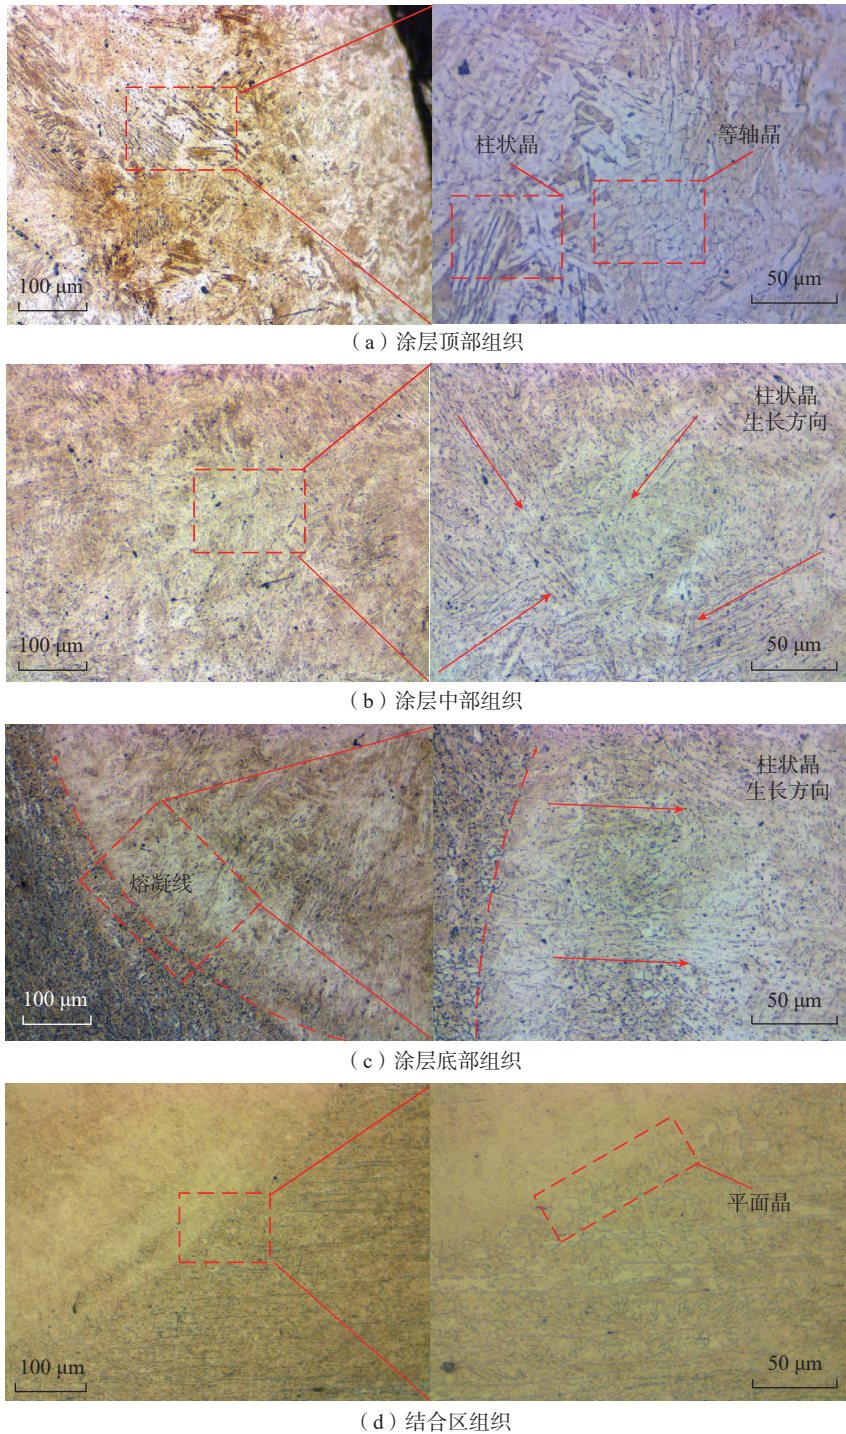 柱状晶
等轴晶
100 μm
50 μm
（a）涂层顶部组织
柱状晶
生长方向
100 μm
50 μm
（b）涂层中部组织
柱状晶
生长方向
熔凝线
100 μm
50 μm
（c）涂层底部组织
平面晶
100 μm
50 μm
（d）结合区组织